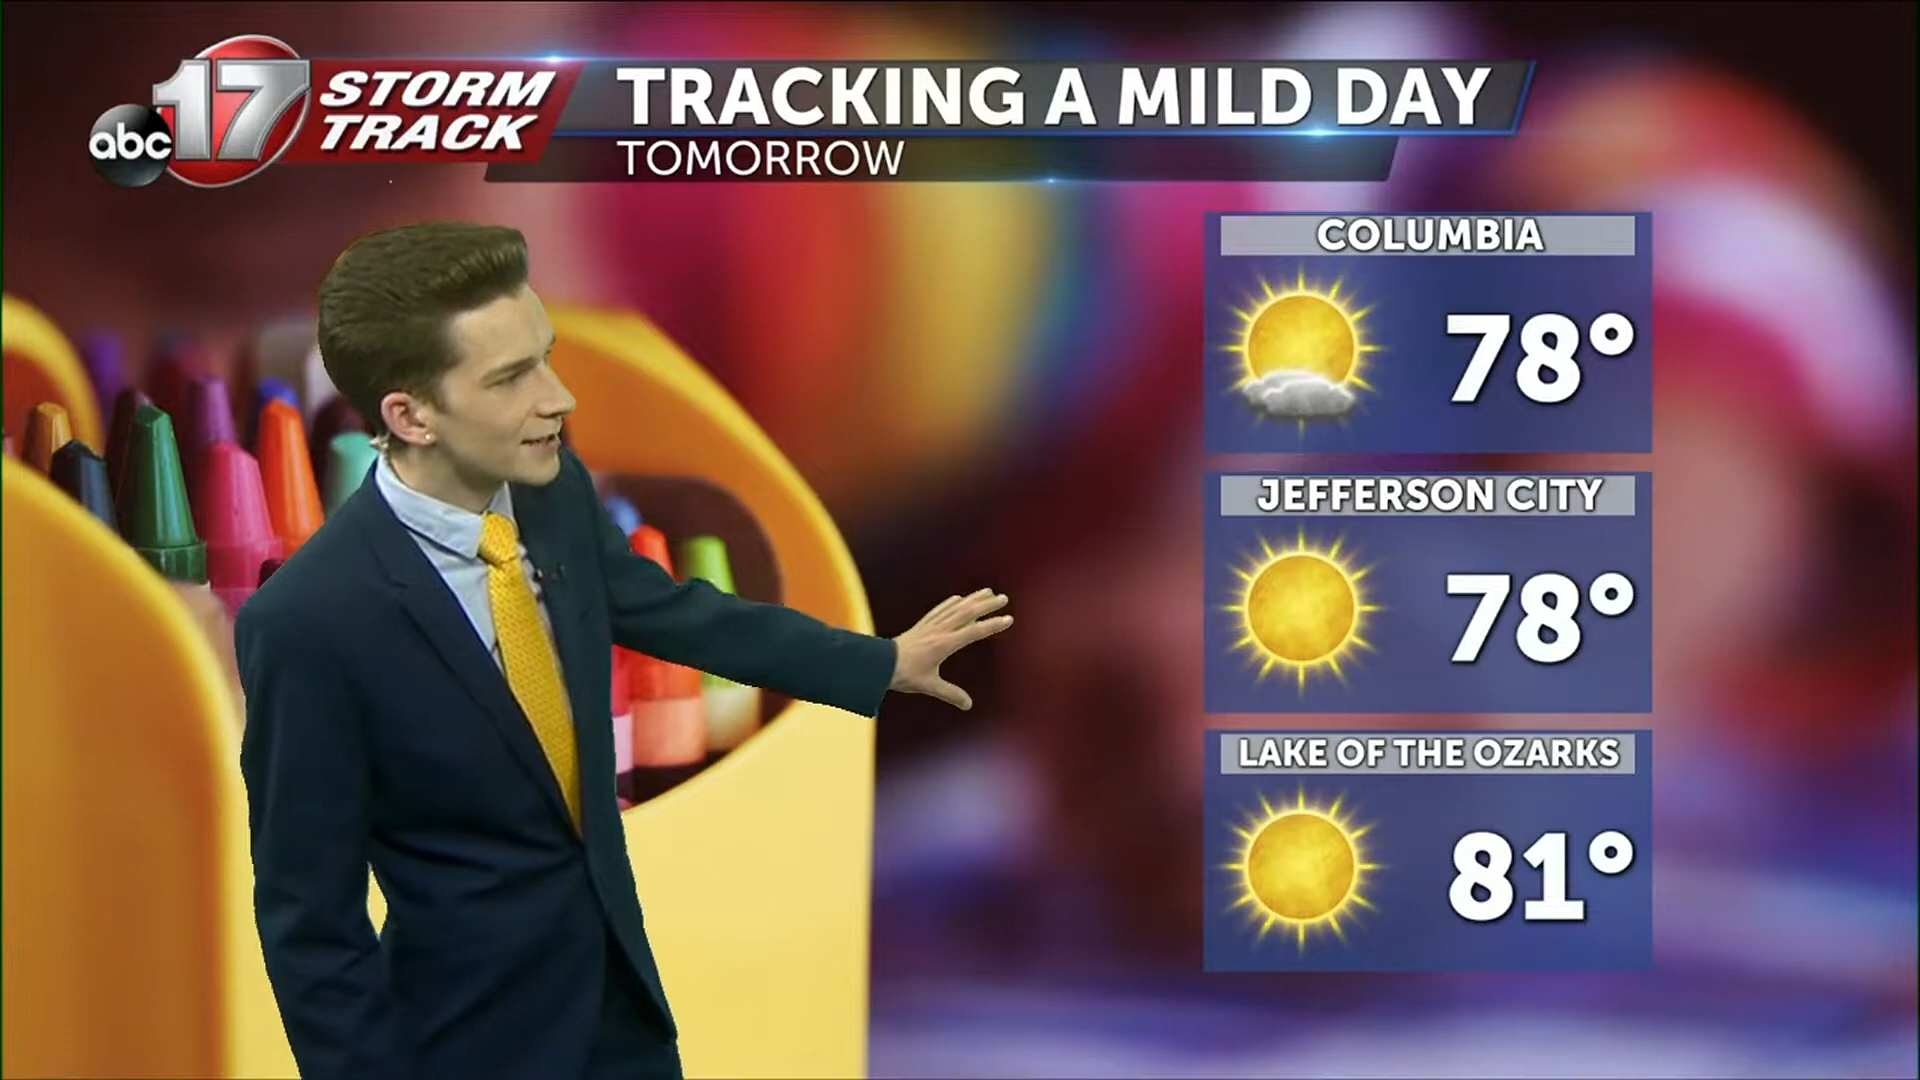 abc 17 STORM TRACK
TRACKING A MILD DAY
TOMORROW
COLUMBIA
78°
JEFFERSON CITY
78°
LAKE OF THE OZARKS
81°